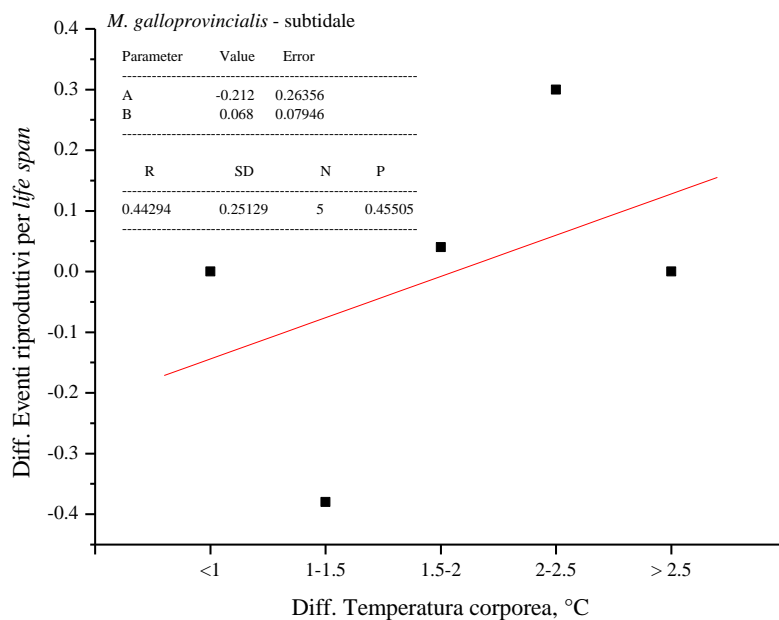 M. galloprovincialis - subtidale
Parameter Value Error
------------------------------------------------------------
A -0.212 0.26356
B 0.068 0.07946
------------------------------------------------------------
R SD N P
------------------------------------------------------------
0.44294 0.25129 5 0.45505
------------------------------------------------------------
Diff. Eventi riproduttivi per life span
0.4
0.3
0.2
0.1
0.0
-0.1
-0.2
-0.3
-0.4
<1 1-1.5 1.5-2 2-2.5 > 2.5
Diff. Temperatura corporea, °C